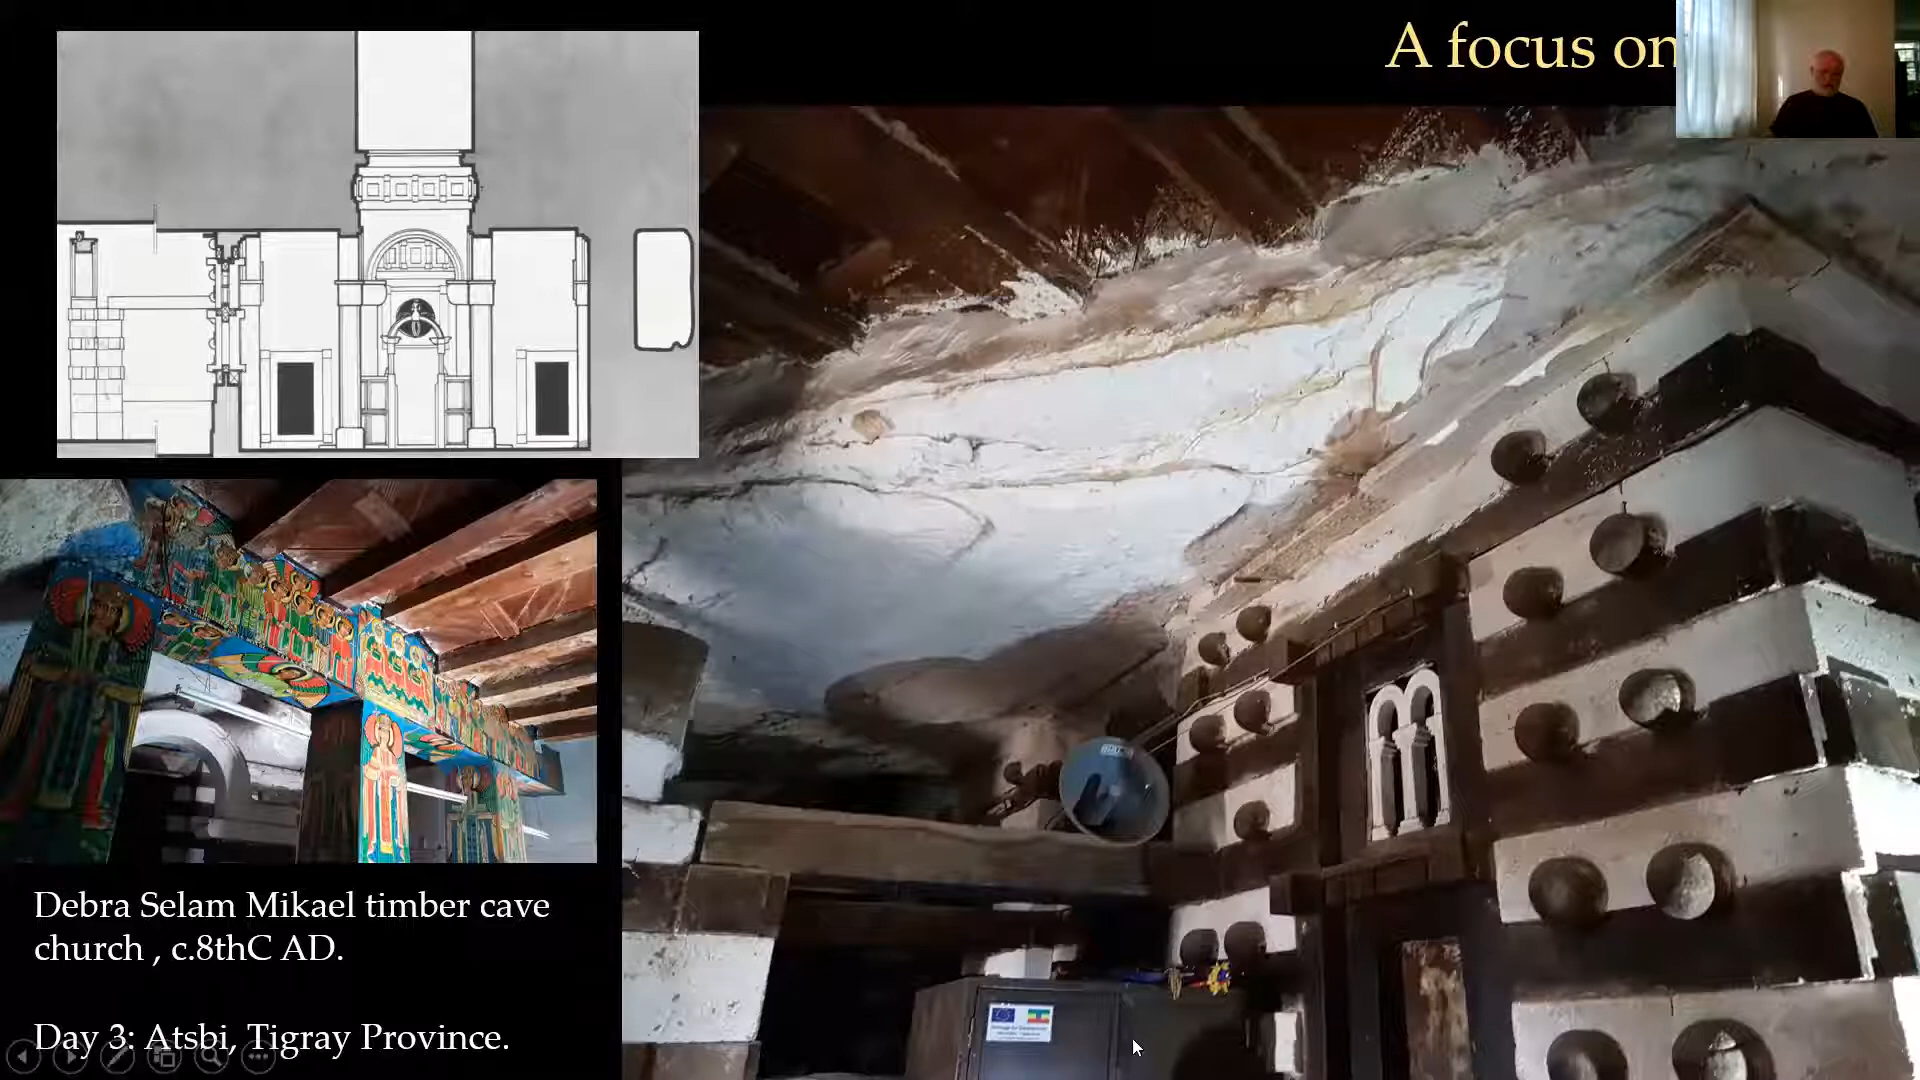 A focus on
Debra Selam Mikael timber cave
church , c.8thC AD.
Day 3: Atsbi, Tigray Province.